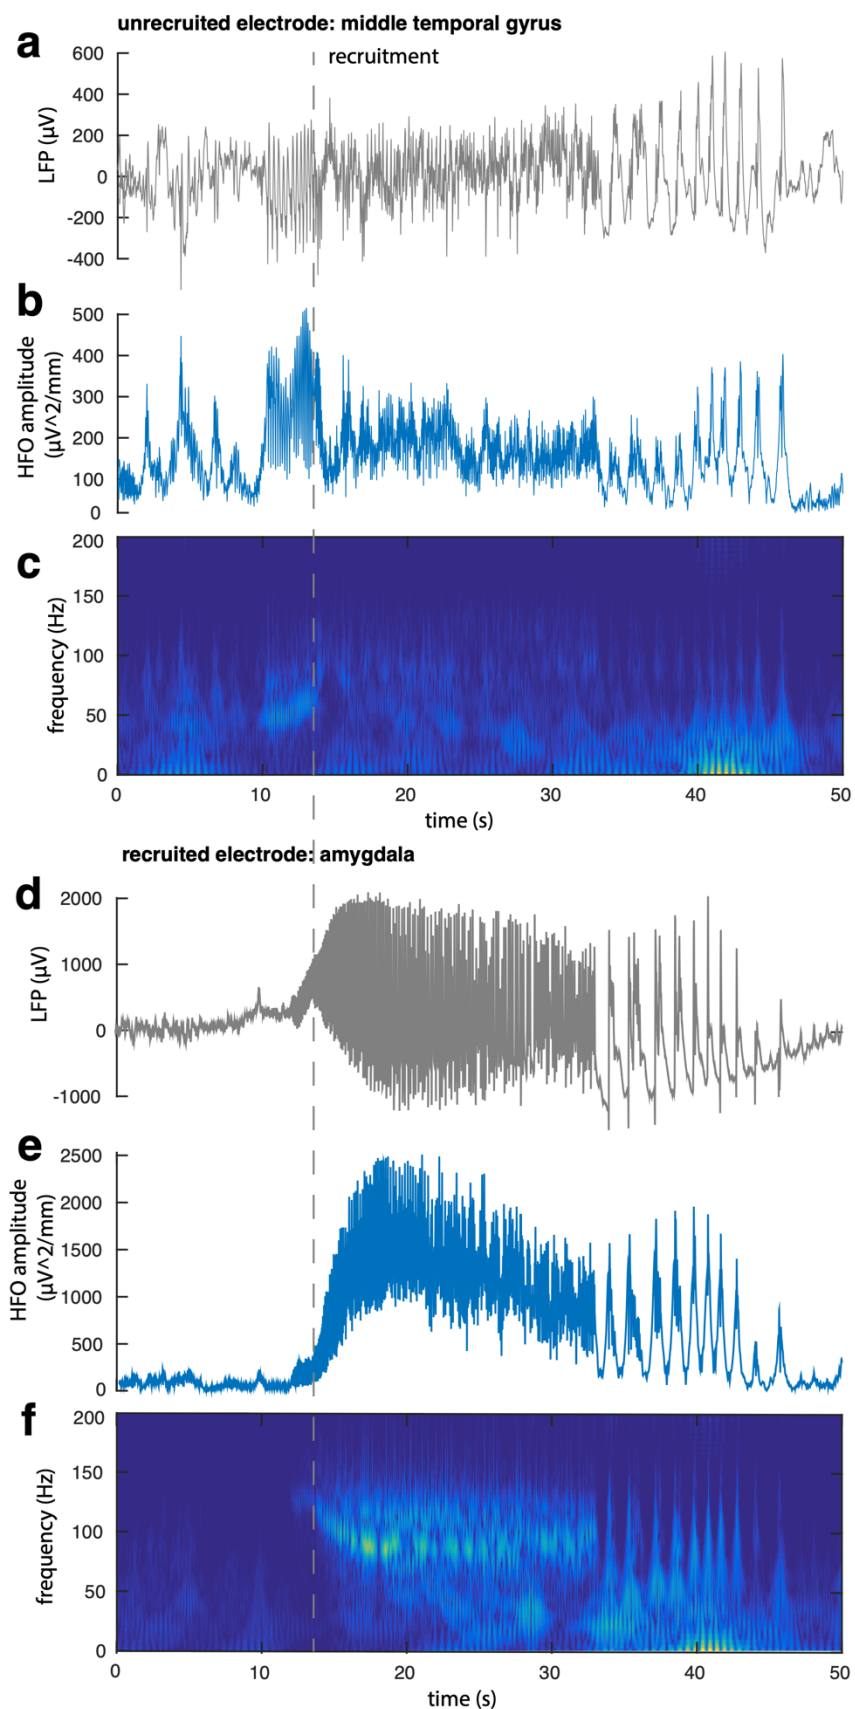 unrecruited electrode: middle temporal gyrus
a
recruitment
LFP (μV)
600
400
200
0
-200
-400
b
HFO amplitude
(μV^2/mm)
500
400
300
200
100
0
c
frequency (Hz)
200
150
100
50
0
0 10 20 30 40 50
time (s)
recruited electrode: amygdala
d
LFP (μV)
2000
1000
0
-1000
e
HFO amplitude
(μV^2/mm)
2500
2000
1500
1000
500
0
f
frequency (Hz)
200
150
100
50
0
0 10 20 30 40 50
time (s)